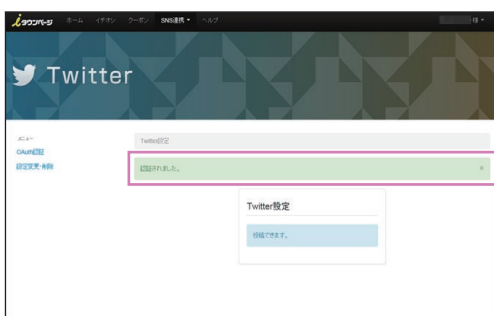 iタウンページ ホーム イチオシ クーポン SNS連携 ヘルプ 様
Twitter
メニュー
OAuth認証
設定変更・削除
Twitter設定
認証されました。 ×
Twitter設定
投稿できます。